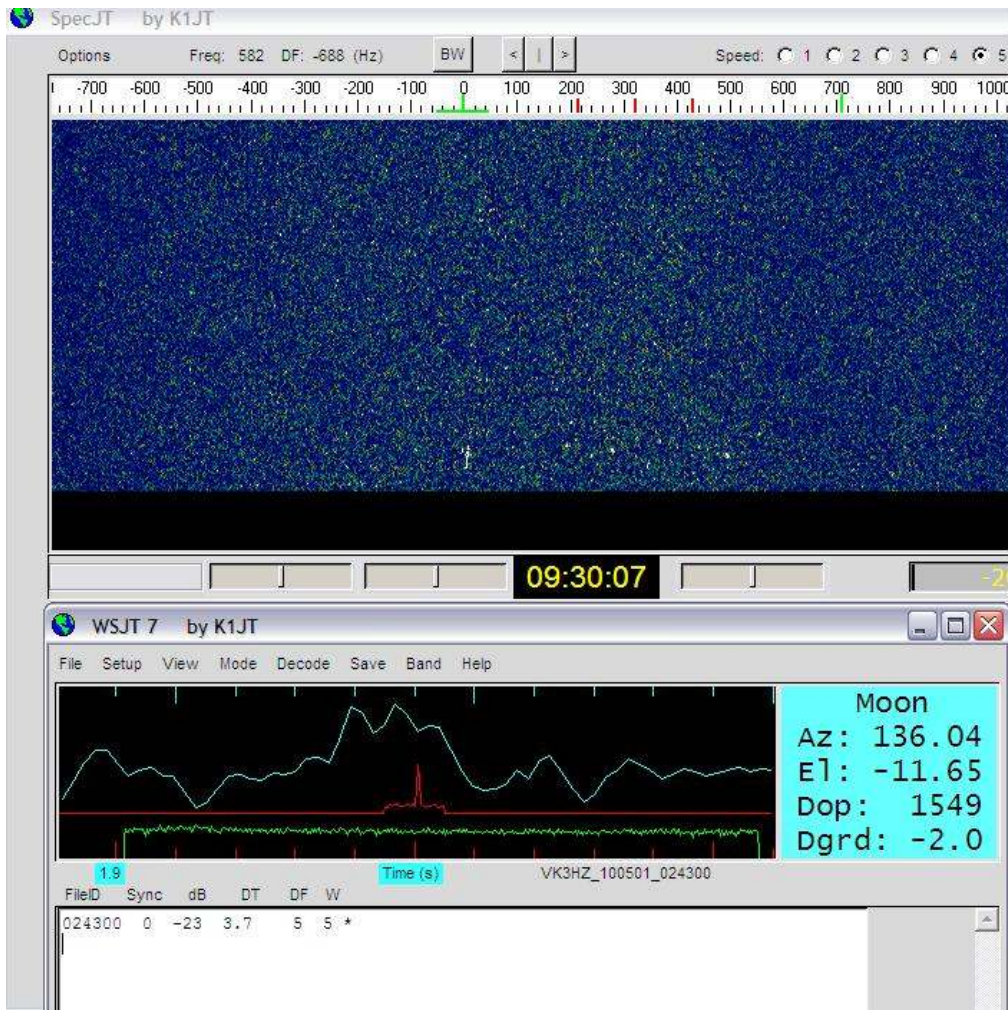 SpecJT by K1JT
Options Freq: 582 DF: -688 (Hz) BW < | > Speed: 1 2 3 4 5
-700 -600 -500 -400 -300 -200 -100 0 100 200 300 400 500 600 700 800 900 1000
09:30:07
WSJT 7 by K1JT
File Setup View Mode Decode Save Band Help
Moon
Az: 136.04
El: -11.65
Dop: 1549
Dgrd: -2.0
1.9 Time (s) VK3HZ_100501_024300
FileID Sync dB DT DF W
024300 0 -23 3.7 5 5 *